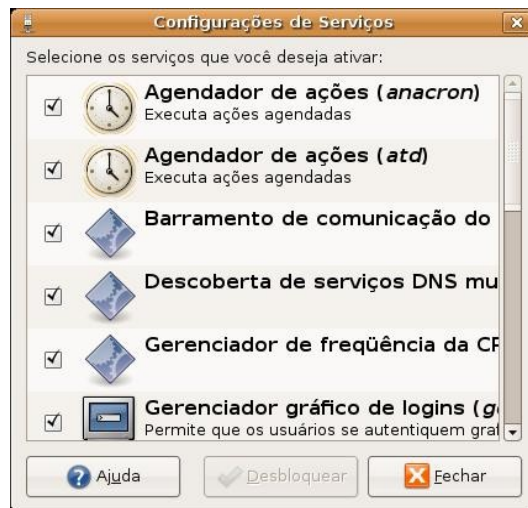 Configurações de Serviços
Selecione os serviços que você deseja ativar:
Agendador de ações (anacron)
Executa ações agendadas
Agendador de ações (atd)
Executa ações agendadas
Barramento de comunicação do
Descoberta de serviços DNS mu
Gerenciador de freqüência da
Gerenciador gráfico de logins
Permite que os usuários se autentiquem
Ajuda
Desbloquear
Fechar